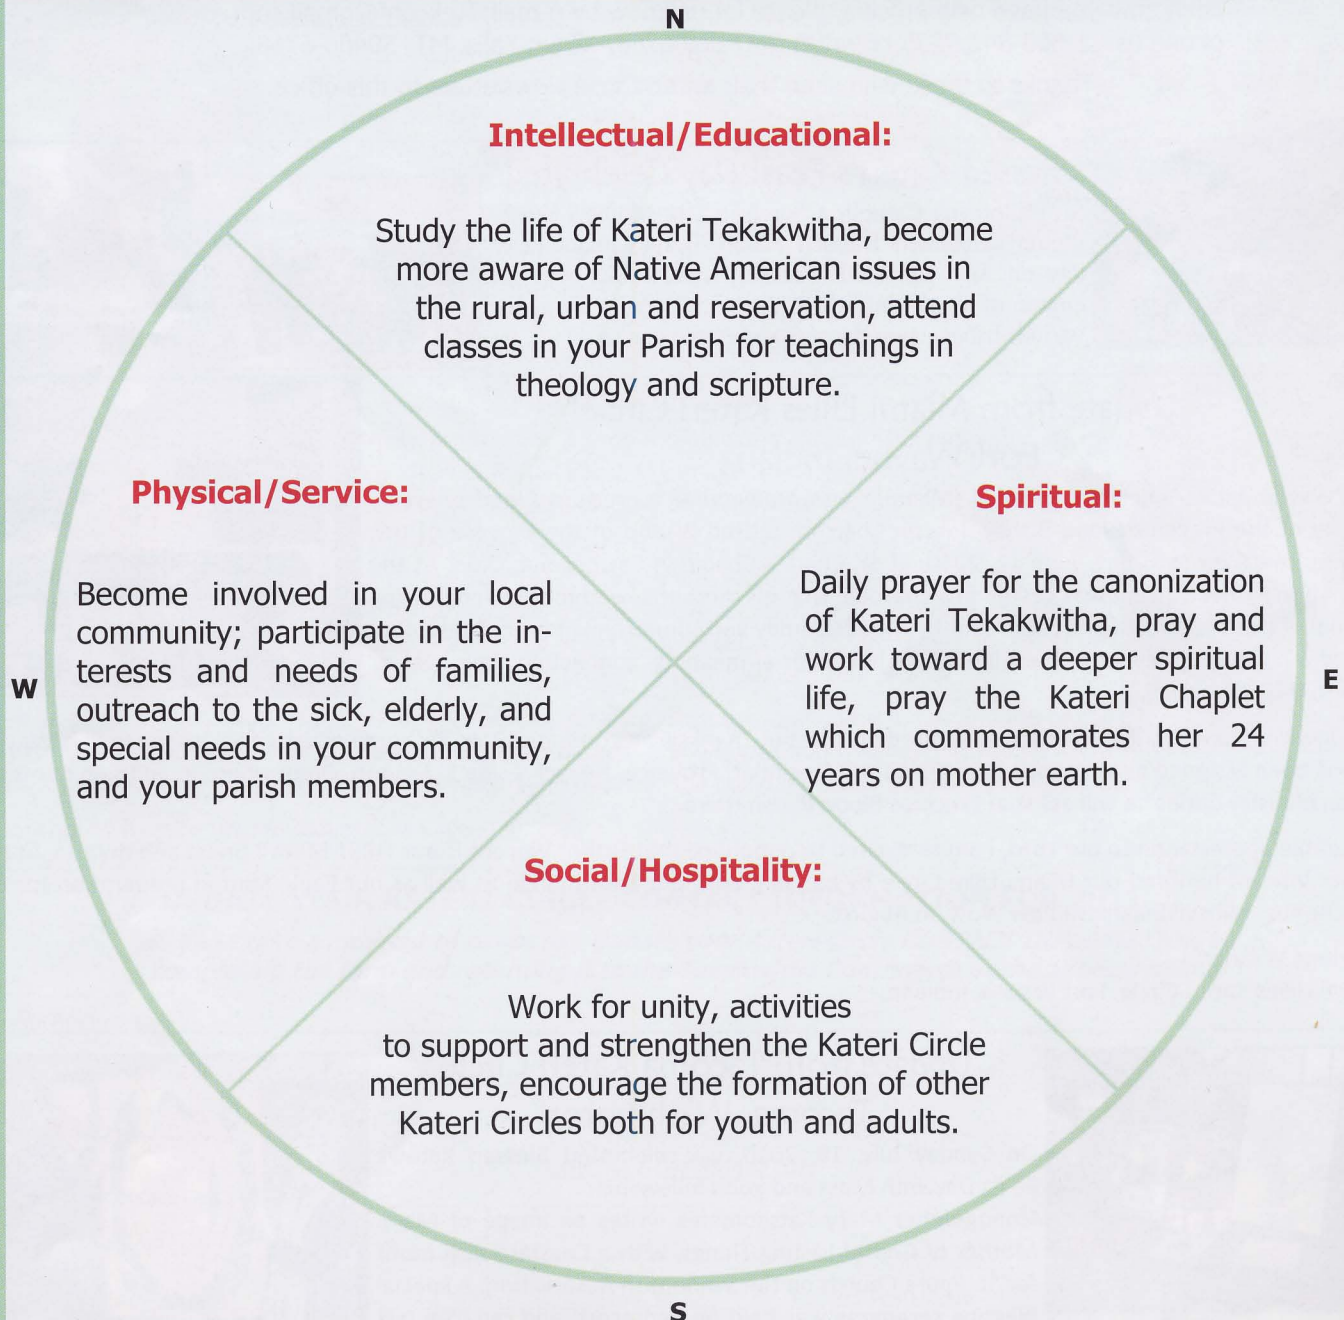 N
Intellectual/Educational:
Study the life of Kateri Tekakwitha, become
more aware of Native American issues in
the rural, urban and reservation, attend
classes in your Parish for teachings in
theology and scripture.
Physical/Service:
Become involved in your local
community; participate in the in-
terests and needs of families,
outreach to the sick, elderly, and
special needs in your community,
and your parish members.
W
Spiritual:
Daily prayer for the canonization
of Kateri Tekakwitha, pray and
work toward a deeper spiritual
life, pray the Kateri Chaplet
which commemorates her 24
years on mother earth.
E
Social/Hospitality:
Work for unity, activities
to support and strengthen the Kateri Circle
members, encourage the formation of other
Kateri Circles both for youth and adults.
S